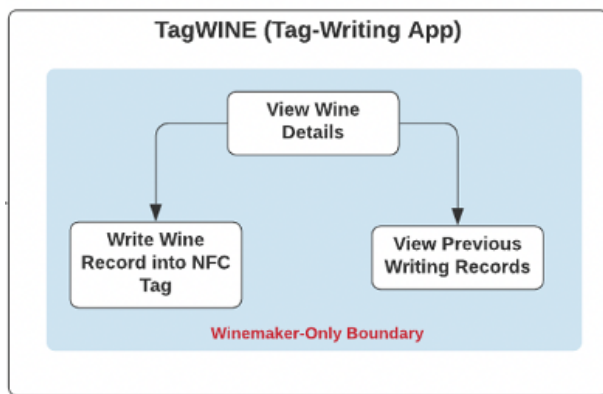 TagWINE (Tag-Writing App)
View Wine
Details
Write Wine
Record into NFC
Tag
View Previous
Writing Records
Winemaker-Only Boundary